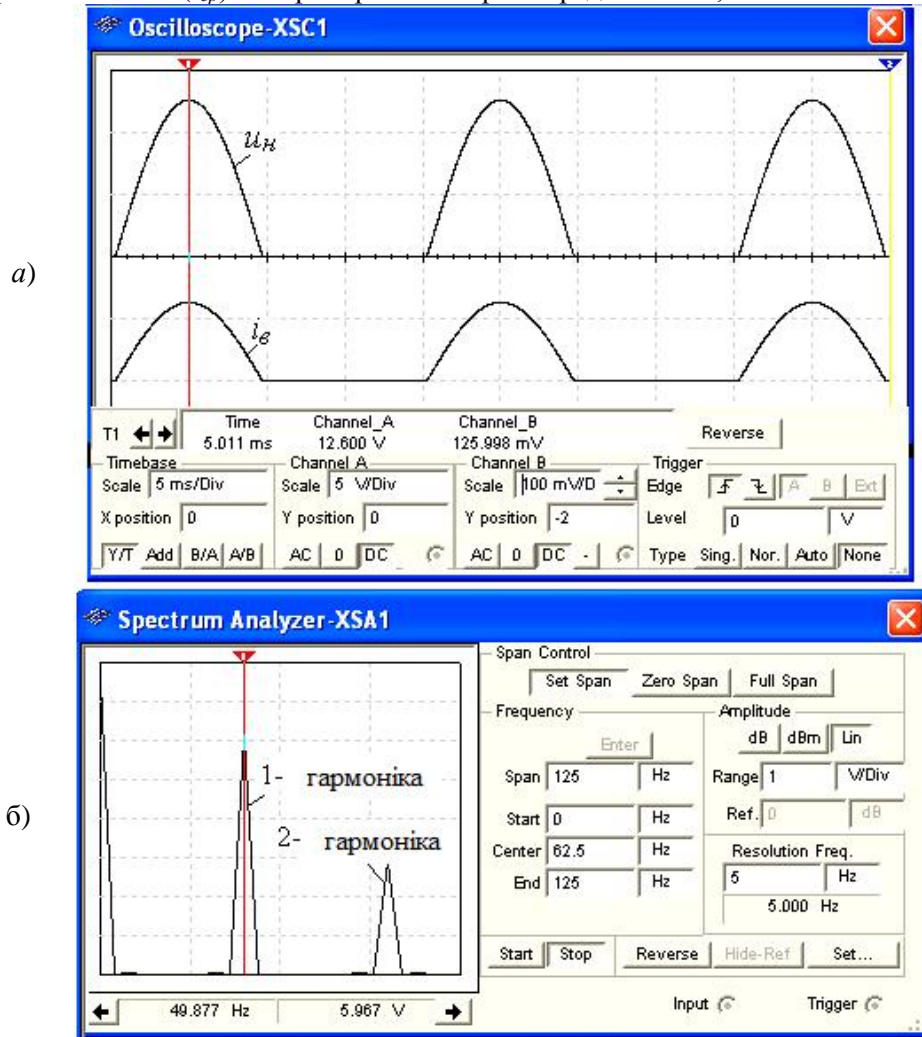 Oscilloscope-XSC1
uн
iв
а)
Time Channel_A Channel_B
T1 5.011 ms 12.600 V 125.998 mV Reverse
Timebase Channel A Channel B Trigger
Scale 5 ms/Div Scale 5 V/Div Scale 100 mV/D Edge A B Ext
X position 0 Y position 0 Y position -2 Level 0 V
Y/T Add B/A A/B AC 0 DC AC 0 DC - Type Sing. Nor. Auto None
Spectrum Analyzer-XSA1
Span Control
Set Span Zero Span Full Span
Frequency Amplitude
Enter dB dBm Lin
1- гармоніка
Span 125 Hz Range 1 V/Div
б)
Start 0 Hz Ref. 0 dB
2- гармоніка
Center 62.5 Hz Resolution Freq.
End 125 Hz 5 Hz
5.000 Hz
Start Stop Reverse Hide-Ref Set...
49.877 Hz 5.967 V Input Trigger